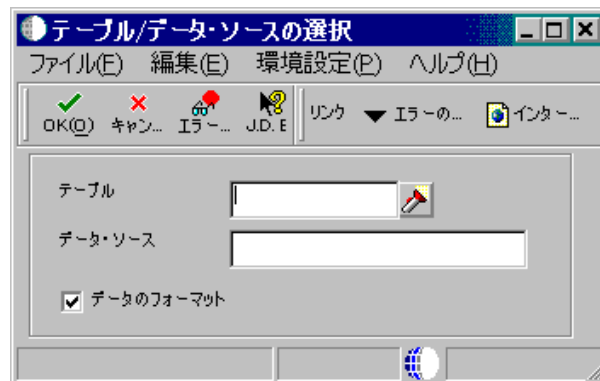 テーブル/データ・ソースの選択
ファイル(F) 編集(E) 環境設定(P) ヘルプ(H)
OK(O) キャン... エラー... J.D. E リンク エラーの... インター...
テーブル
データ・ソース
データのフォーマット